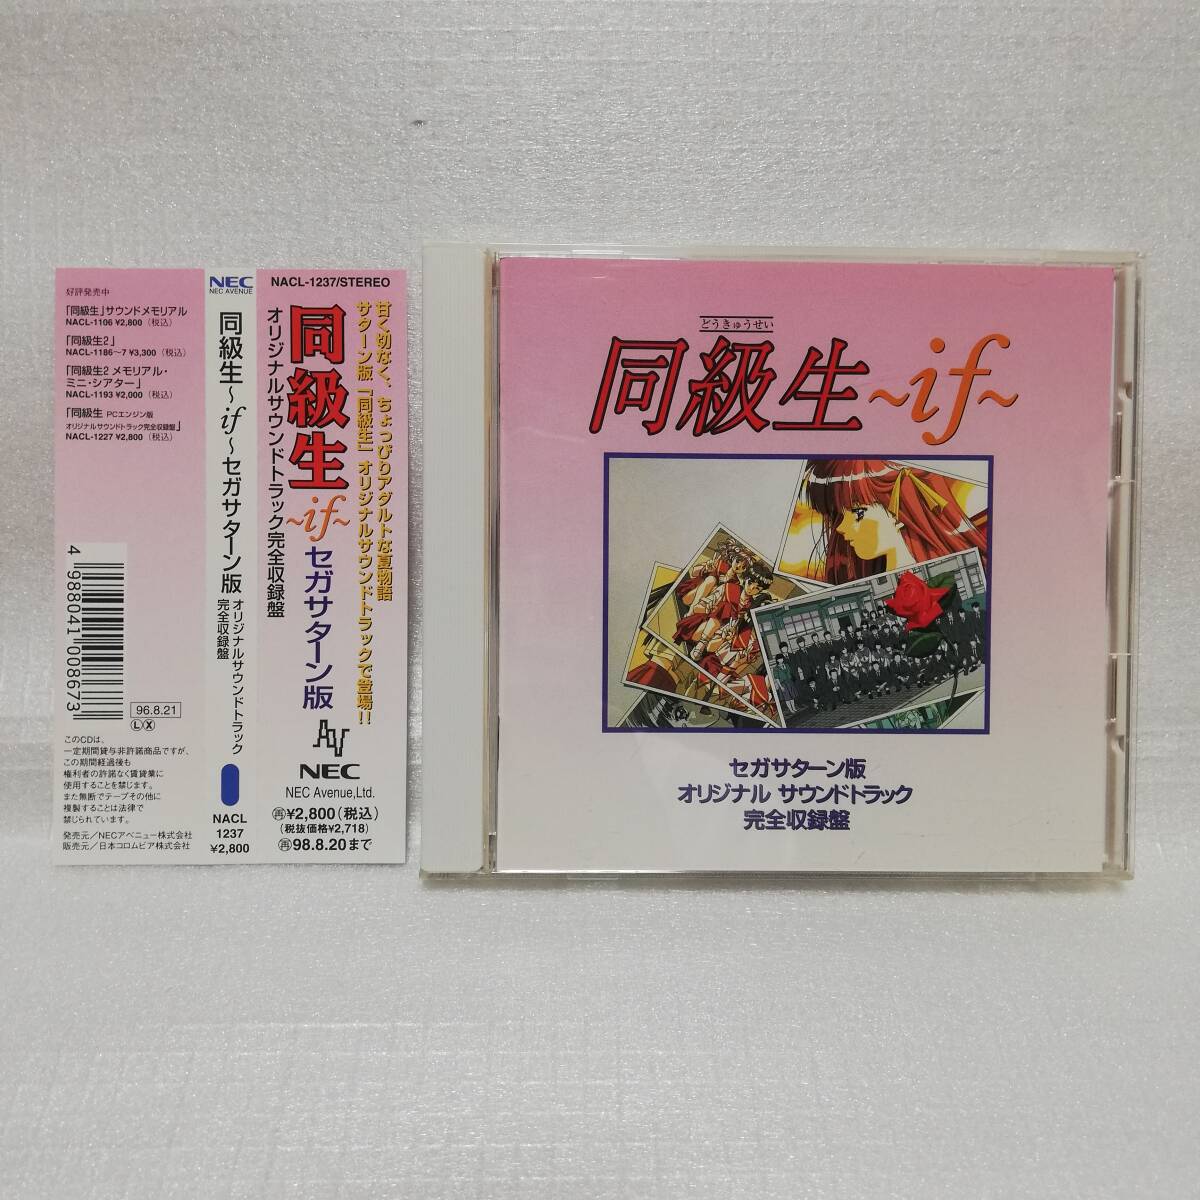 好評発売中
「同級生」サウンドメモリアル
NACL-1106 ¥2,800（税込）
「同級生2」
NACL-1186〜7 ¥3,300（税込）
「同級生2 メモリアル・
ミニ・シアター」
NACL-1193 ¥2,000（税込）
「同級生 PCエンジン版
オリジナルサウンドトラック完全収録盤」
NACL-1227 ¥2,800（税込）
4 988041 008673
96.8.21
Ⓛ Ⓧ
このCDは、
一定期間貸与非許諾商品ですが、
この期間経過後も
権利者の許諾なく賃貸業に
使用することを禁じます。
また無断でテープその他に
複製することは法律で
禁じられています。
発売元／NECアベニュー株式会社
販売元／日本コロムビア株式会社
NEC
NEC AVENUE
同級生〜if〜セガサターン版
オリジナルサウンドトラック
完全収録盤
NACL
1237
¥2,800
NACL-1237/STEREO
甘く切なく、ちょっぴりアダルトな夏物語
サターン版「同級生」オリジナルサウンドトラックで登場!!
同級生
〜if〜
セガサターン版
オリジナルサウンドトラック完全収録盤
AV
NEC
NEC Avenue,Ltd.
再¥2,800（税込）
（税抜価格¥2,718）
再98.8.20まで
どうきゅうせい
同級生〜if〜
セガサターン版
オリジナル サウンドトラック
完全収録盤